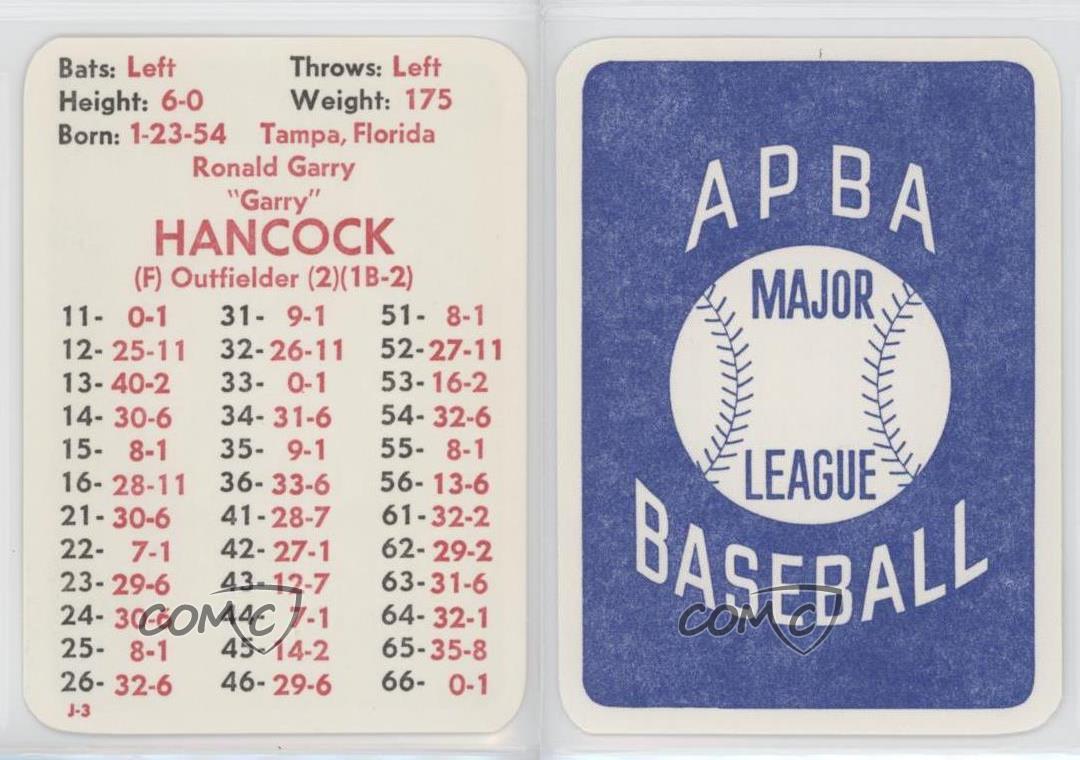 Bats: Left Throws: Left
Height: 6-0 Weight: 175
Born: 1-23-54 Tampa, Florida
Ronald Garry
"Garry"
HANCOCK
(F) Outfielder (2)(1B-2)
11- 0-1 31- 9-1 51- 8-1
12- 25-11 32- 26-11 52- 27-11
13- 40-2 33- 0-1 53- 16-2
14- 30-6 34- 31-6 54- 32-6
15- 8-1 35- 9-1 55- 8-1
16- 28-11 36- 33-6 56- 13-6
21- 30-6 41- 28-7 61- 32-2
22- 7-1 42- 27-1 62- 29-2
23- 29-6 43- 12-7 63- 31-6
24- 30-6 44- 7-1 64- 32-1
25- 8-1 45- 14-2 65- 35-8
26- 32-6 46- 29-6 66- 0-1
J-3
COMC
APBA
MAJOR
LEAGUE
BASEBALL
COMC